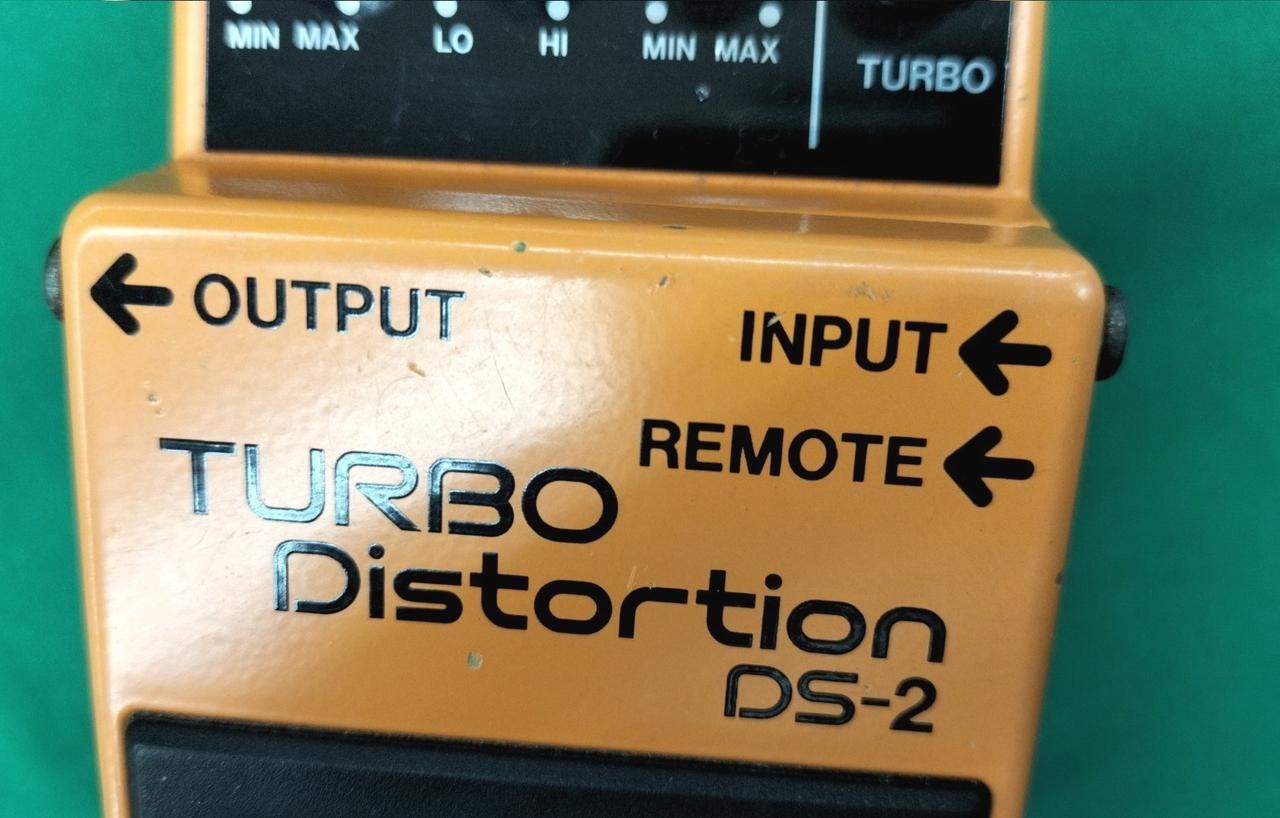 MIN MAX LO HI MIN MAX
TURBO
OUTPUT
INPUT
REMOTE
TURBO
Distortion
DS-2